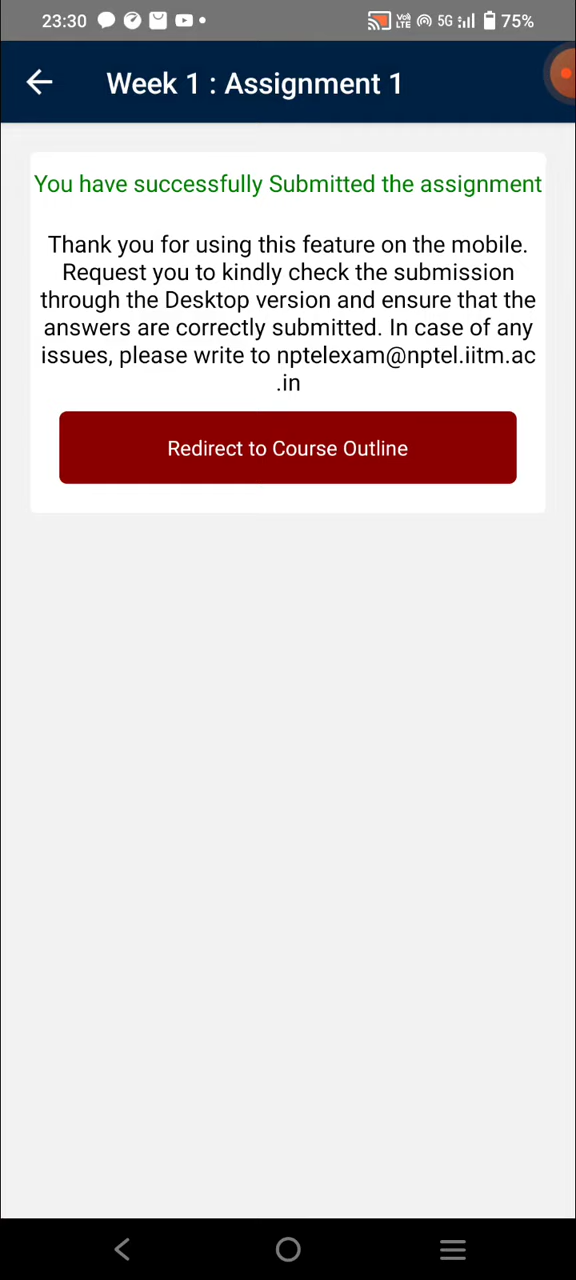 23:30 Vo) LTE 5G 75%
Week 1 : Assignment 1
You have successfully Submitted the assignment
Thank you for using this feature on the mobile.
Request you to kindly check the submission
through the Desktop version and ensure that the
answers are correctly submitted. In case of any
issues, please write to nptelexam@nptel.iitm.ac
.in
Redirect to Course Outline